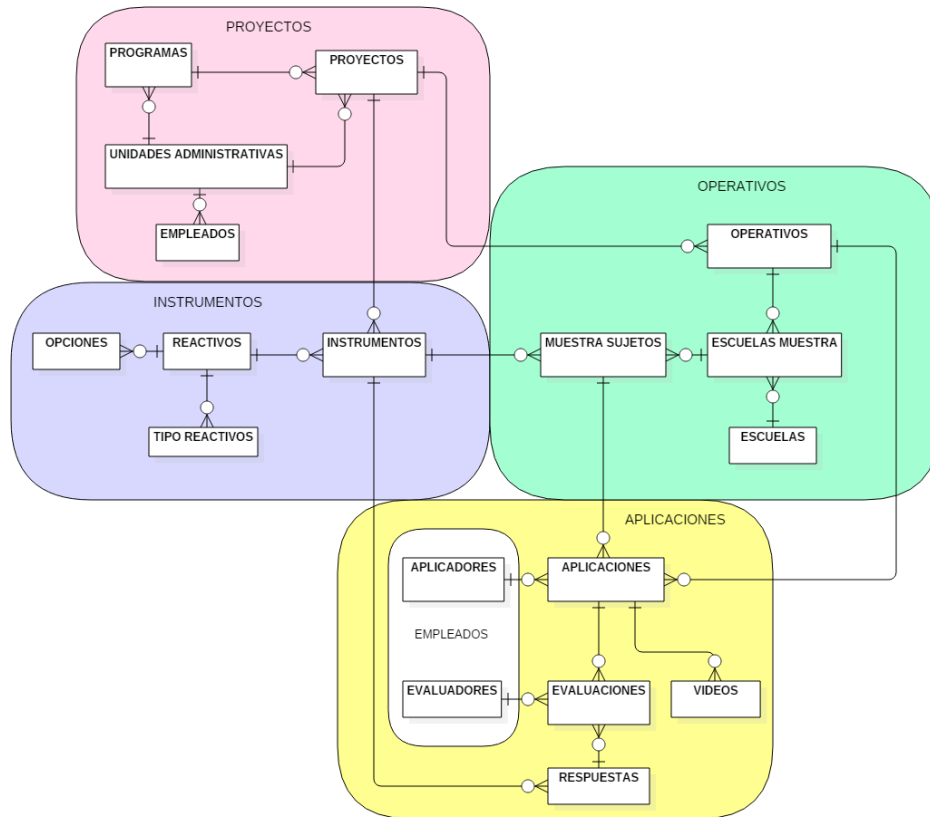 PROYECTOS
PROGRAMAS
PROYECTOS
UNIDADES ADMINISTRATIVAS
EMPLEADOS
OPERATIVOS
OPERATIVOS
INSTRUMENTOS
OPCIONES
REACTIVOS
INSTRUMENTOS
MUESTRA SUJETOS
ESCUELAS MUESTRA
TIPO REACTIVOS
ESCUELAS
APLICACIONES
APLICADORES
APLICACIONES
EMPLEADOS
EVALUADORES
EVALUACIONES
VIDEOS
RESPUESTAS